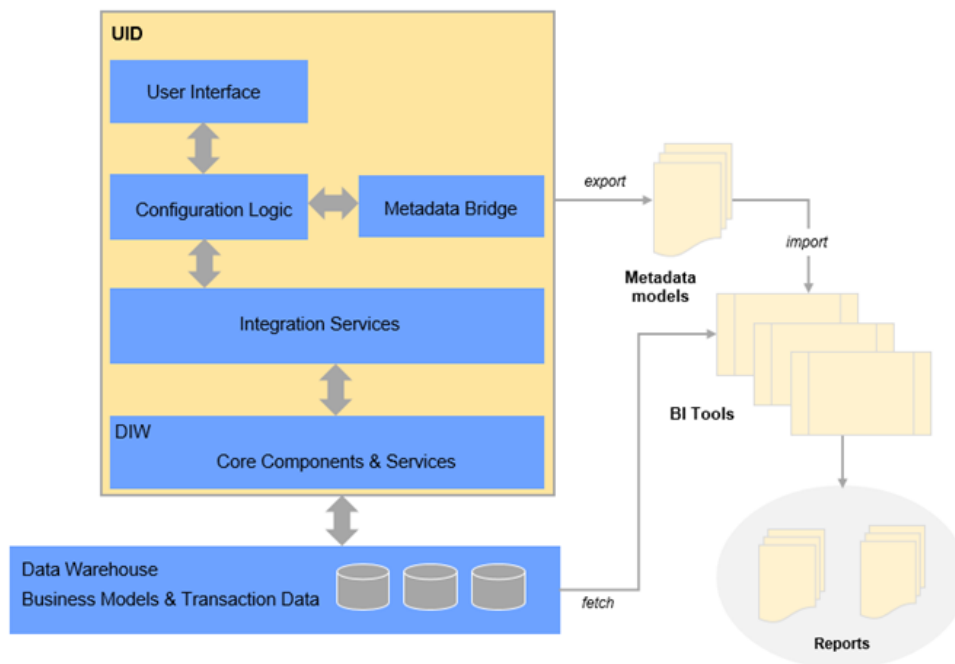 UID
User Interface
Configuration Logic
Metadata Bridge
export
Metadata
models
import
Integration Services
BI Tools
DIW
Core Components & Services
Data Warehouse
Business Models & Transaction Data
fetch
Reports